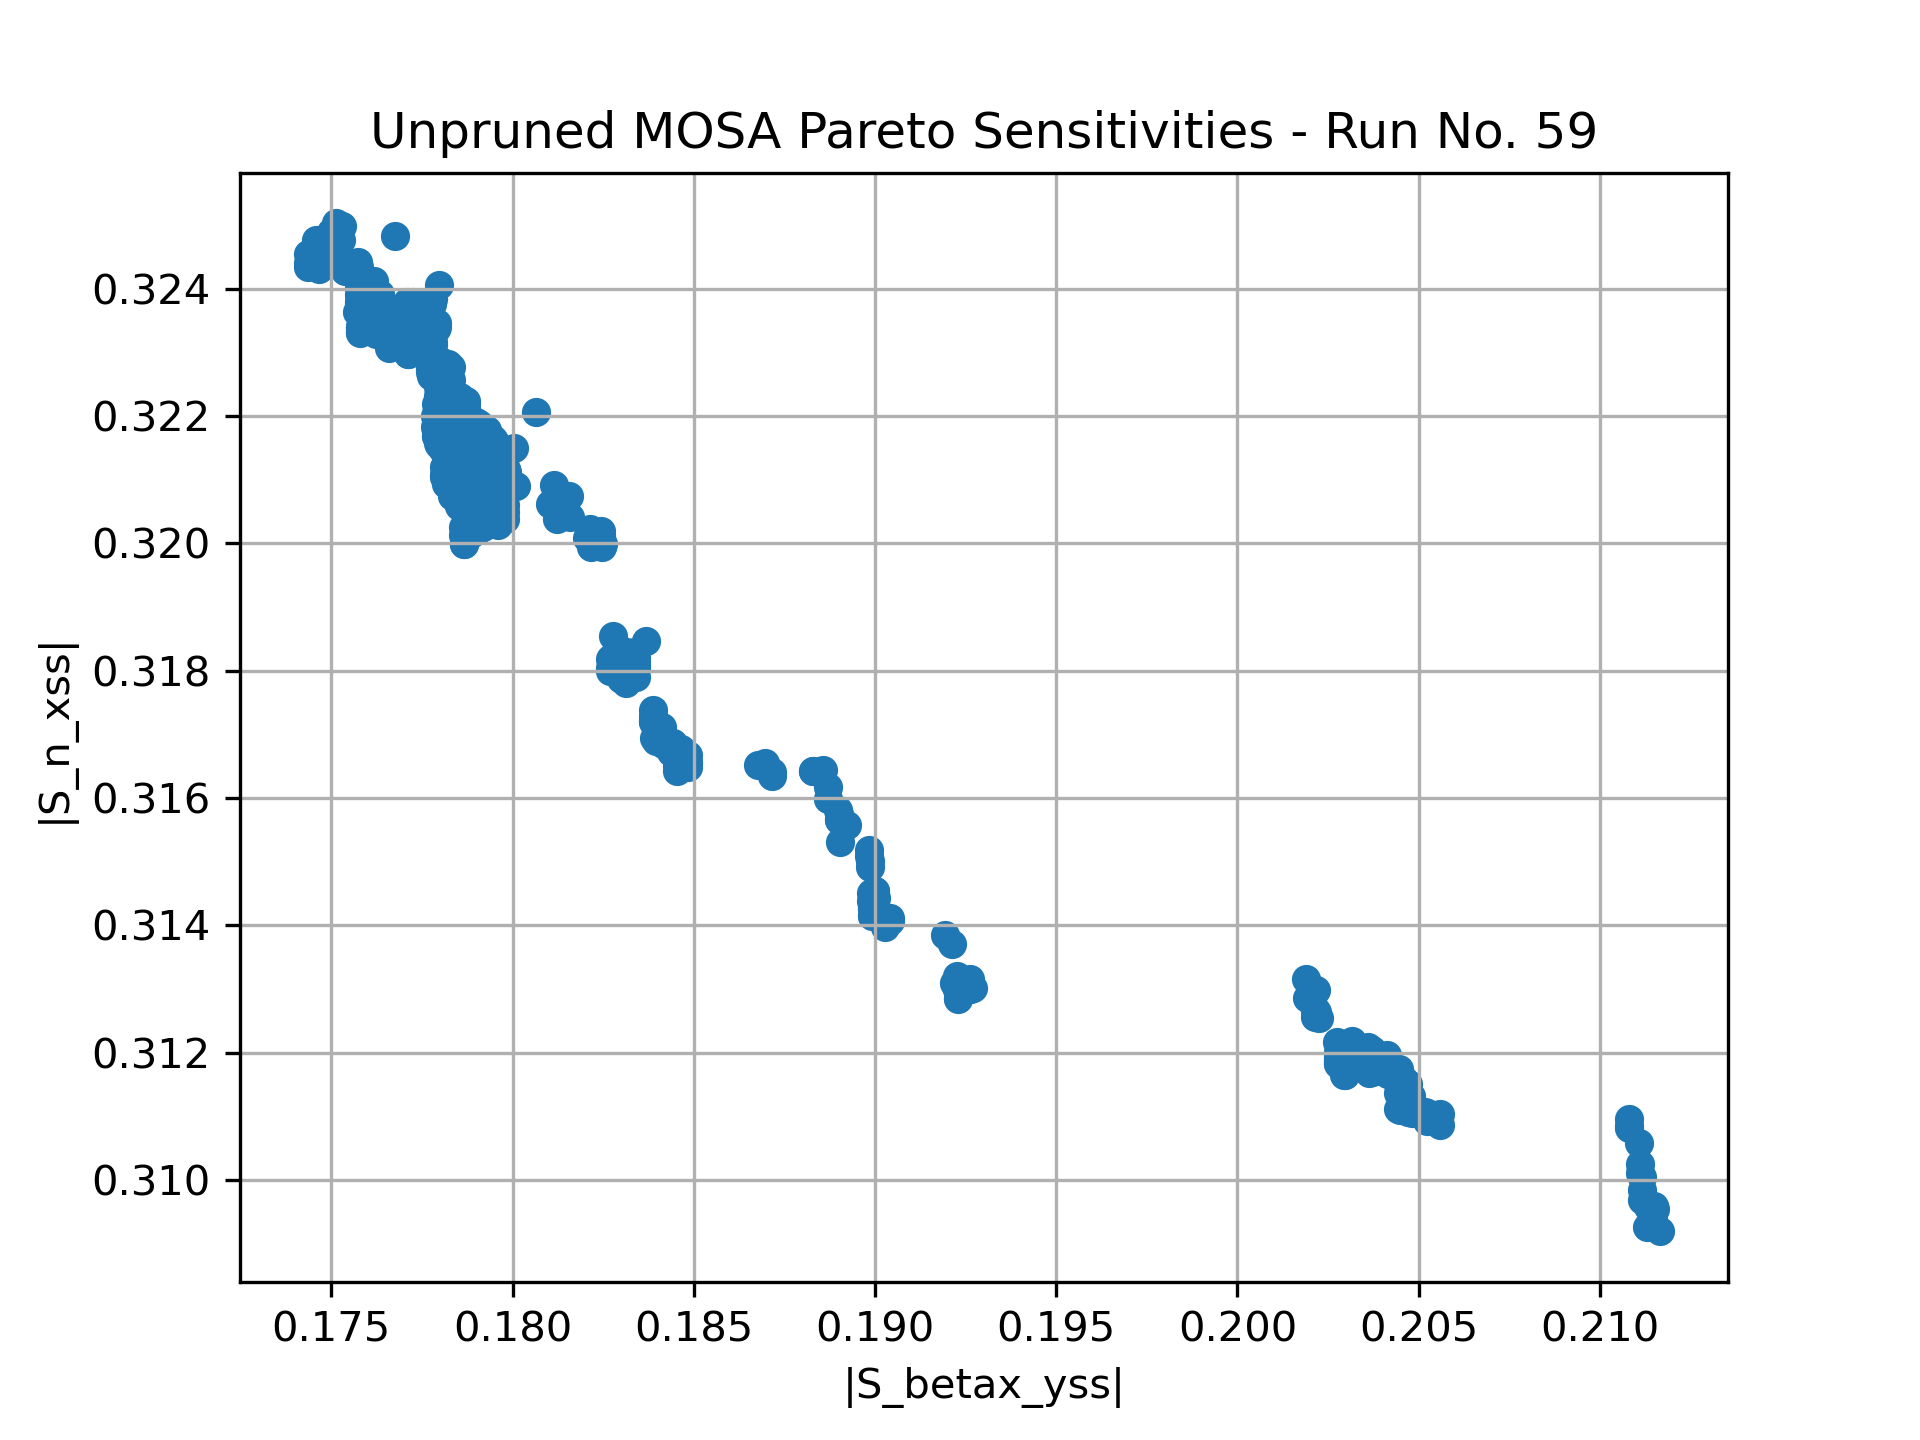 Unpruned MOSA Pareto Sensitivities - Run No. 59
|S_n_xss|
0.324
0.322
0.320
0.318
0.316
0.314
0.312
0.310
0.175 0.180 0.185 0.190 0.195 0.200 0.205 0.210
|S_betax_yss|